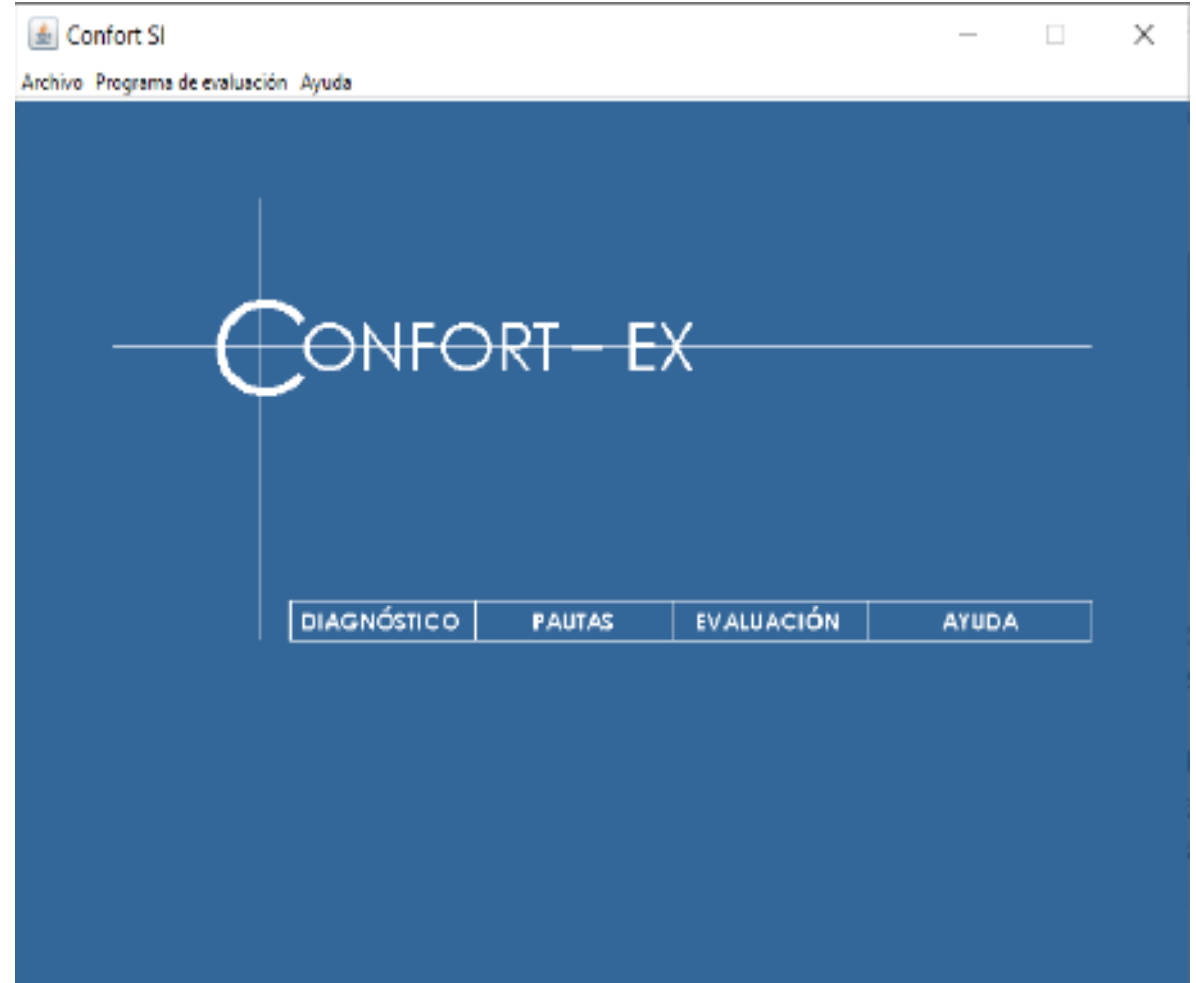 Confort SI
Archivo Programa de evaluación Ayuda
CONFORT - EX
DIAGNÓSTICO PAUTAS EVALUACIÓN AYUDA